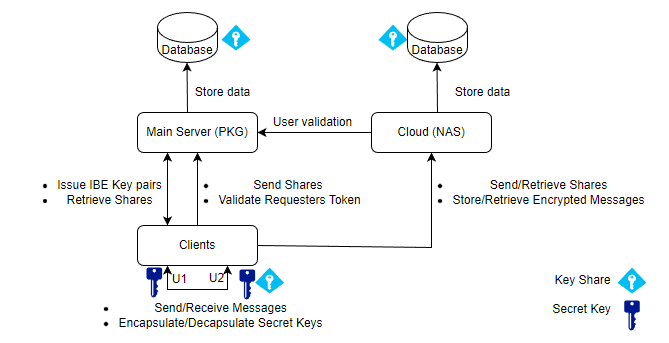 Database
Database
Store data
Store data
Main Server (PKG)
User validation
Cloud (NAS)
• Issue IBE Key pairs
• Retrieve Shares
• Send Shares
• Validate Requesters Token
• Send/Retrieve Shares
• Store/Retrieve Encrypted Messages
Clients
U1
U2
• Send/Receive Messages
• Encapsulate/Decapsulate Secret Keys
Key Share
Secret Key